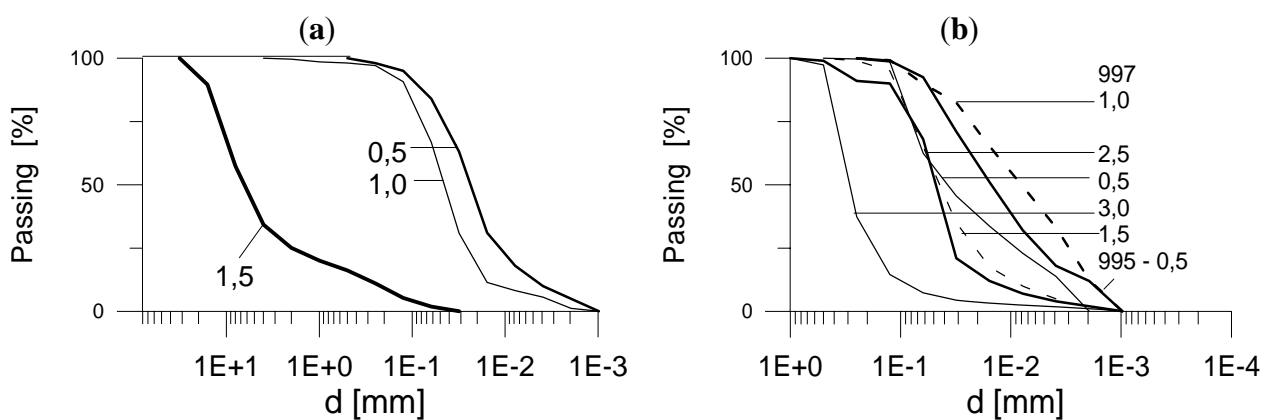 (a)
100
50
0
Passing [%]
0,5
1,0
1,5
1E+1 1E+0 1E-1 1E-2 1E-3
d [mm]
(b)
100
50
0
Passing [%]
997
1,0
2,5
0,5
3,0
1,5
995 - 0,5
1E+0 1E-1 1E-2 1E-3 1E-4
d [mm]